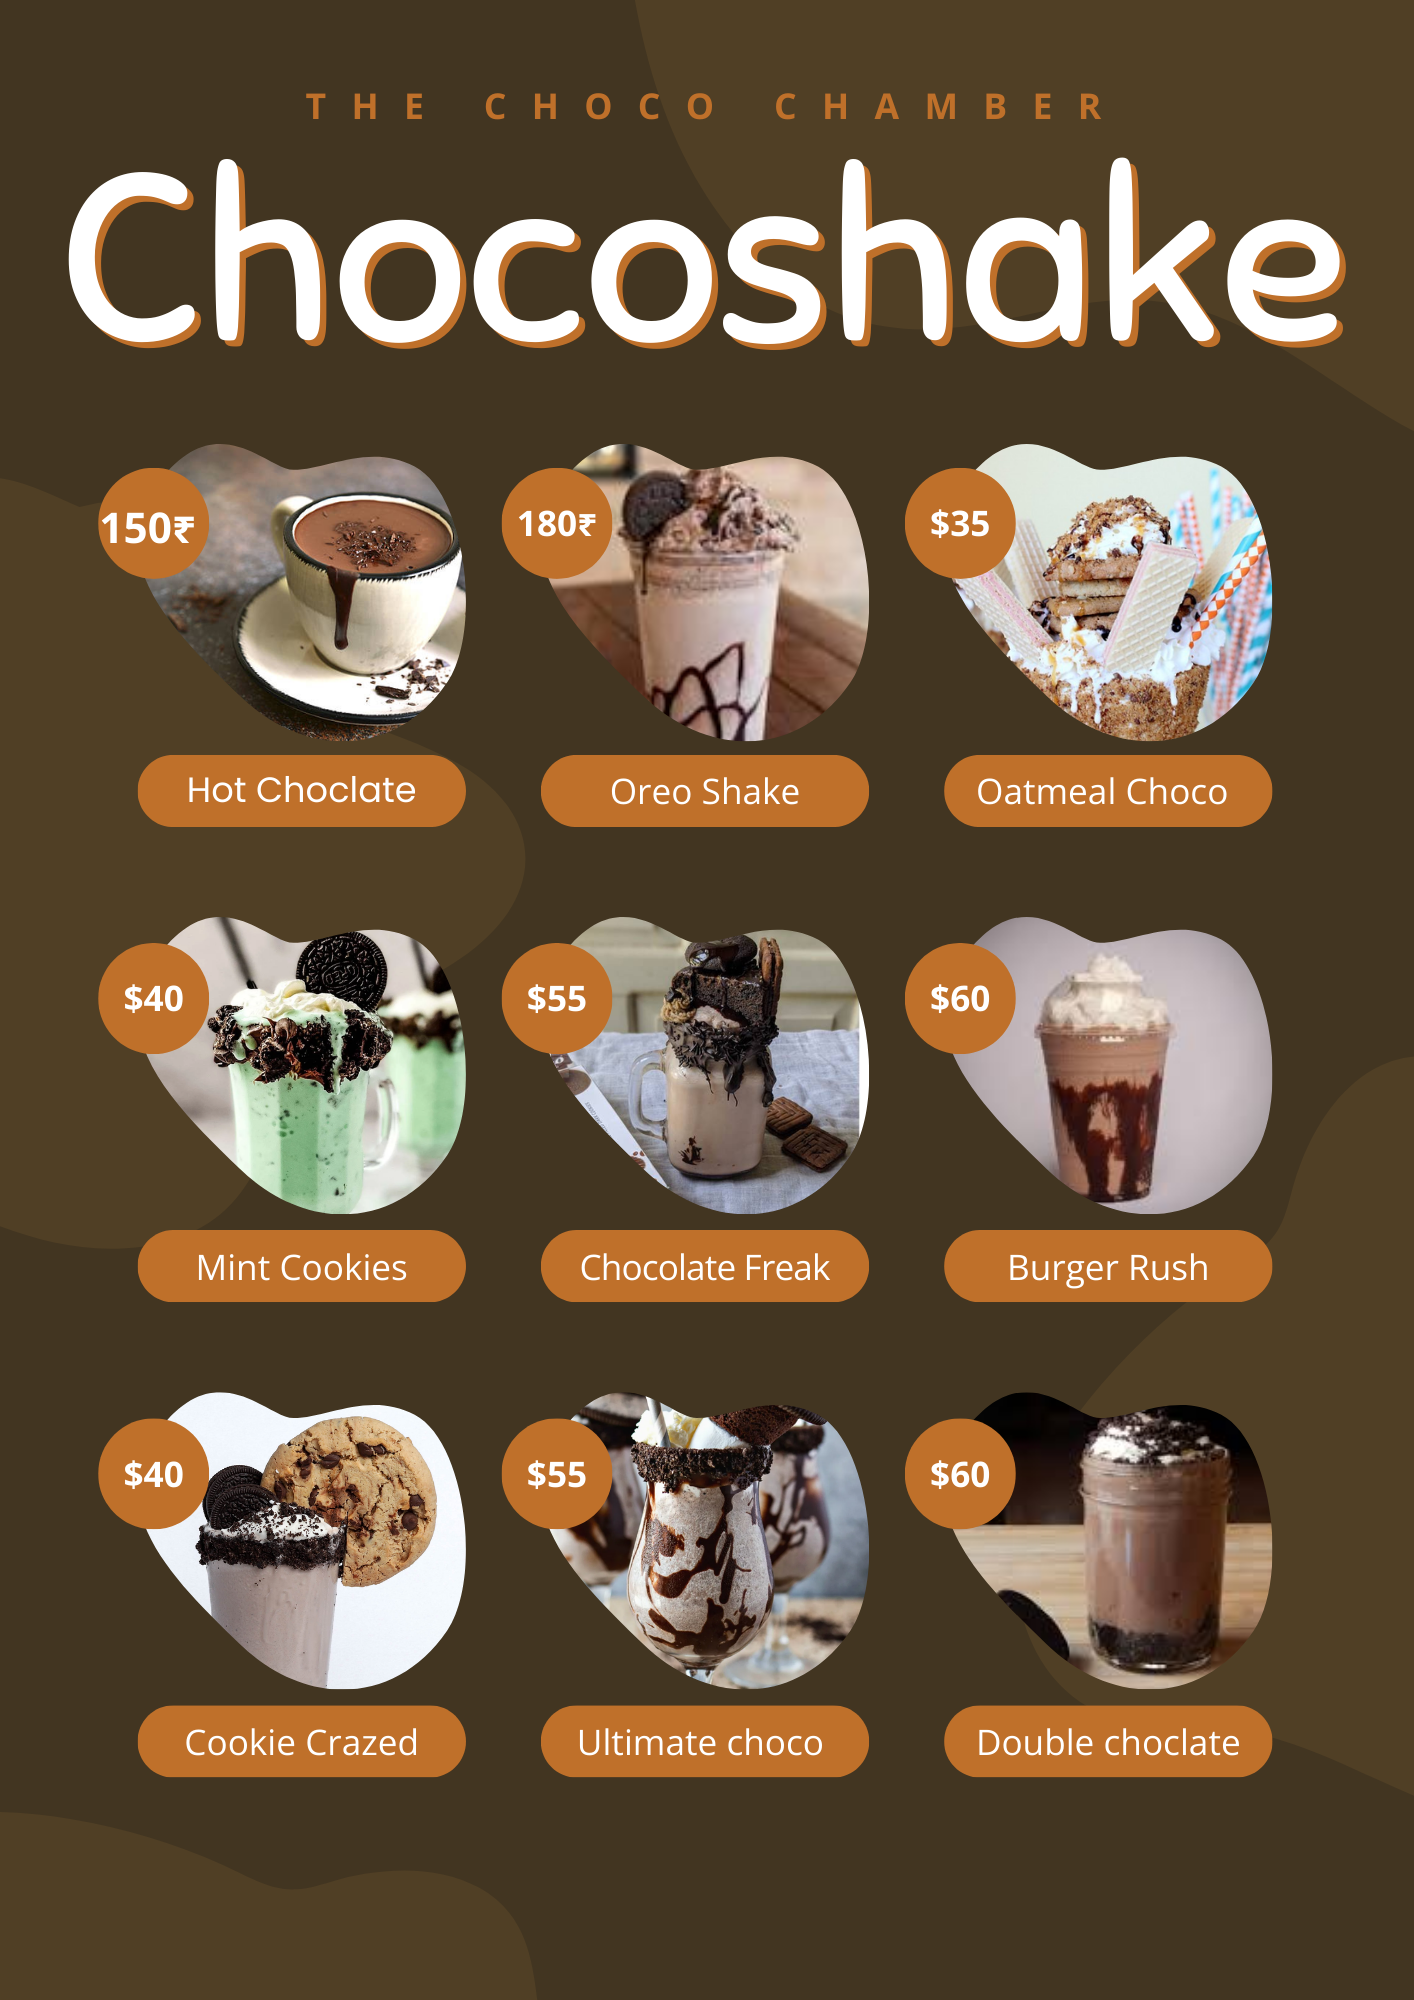 THE CHOCO CHAMBER
Chocoshake
150₹
180₹
$35
Hot Choclate
Oreo Shake
Oatmeal Choco
$40
$55
$60
Mint Cookies
Chocolate Freak
Burger Rush
$40
$55
$60
Cookie Crazed
Ultimate choco
Double choclate